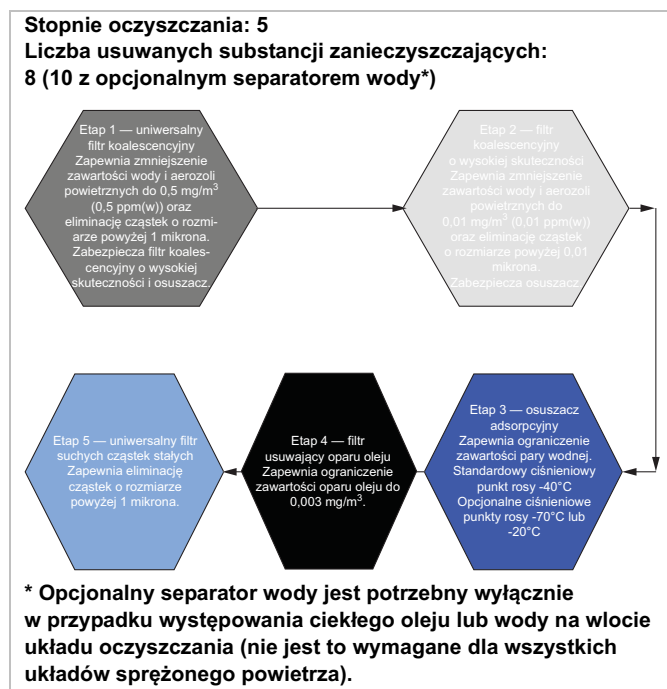 Stopnie oczyszczania: 5
Liczba usuwanych substancji zanieczyszczających:
8 (10 z opcjonalnym separatorem wody*)
Etap 1 — uniwersalny
filtr koalescencyjny
Zapewnia zmniejszenie
zawartości wody i aerozoli
powietrznych do 0,5 mg/m³
(0,5 ppm(w)) oraz
eliminację cząstek o rozmi-
arze powyżej 1 mikrona.
Zabezpiecza filtr koales-
cencyjny o wysokiej
skuteczności i osuszacz.
Etap 2 — filtr
koalescencyjny
o wysokiej skuteczności
Zapewnia zmniejszenie
zawartości wody i aerozoli
powietrznych do
0,01 mg/m³ (0,01 ppm(w))
oraz eliminację cząstek
o rozmiarze powyżej 0,01
mikrona.
Zabezpiecza osuszacz.
Etap 3 — osuszacz
adsorpcyjny
Zapewnia ograniczenie
zawartości pary wodnej.
Standardowy ciśnieniowy
punkt rosy -40°C
Opcjonalne ciśnieniowe
punkty rosy -70°C lub
-20°C
Etap 4 — filtr
usuwający oparu oleju
Zapewnia ograniczenie
zawartości oparu oleju do
0,003 mg/m³.
Etap 5 — uniwersalny filtr
suchych cząstek stałych
Zapewnia eliminację
cząstek o rozmiarze
powyżej 1 mikrona.
* Opcjonalny separator wody jest potrzebny wyłącznie
w przypadku występowania ciekłego oleju lub wody na wlocie
układu oczyszczania (nie jest to wymagane dla wszystkich
układów sprężonego powietrza).